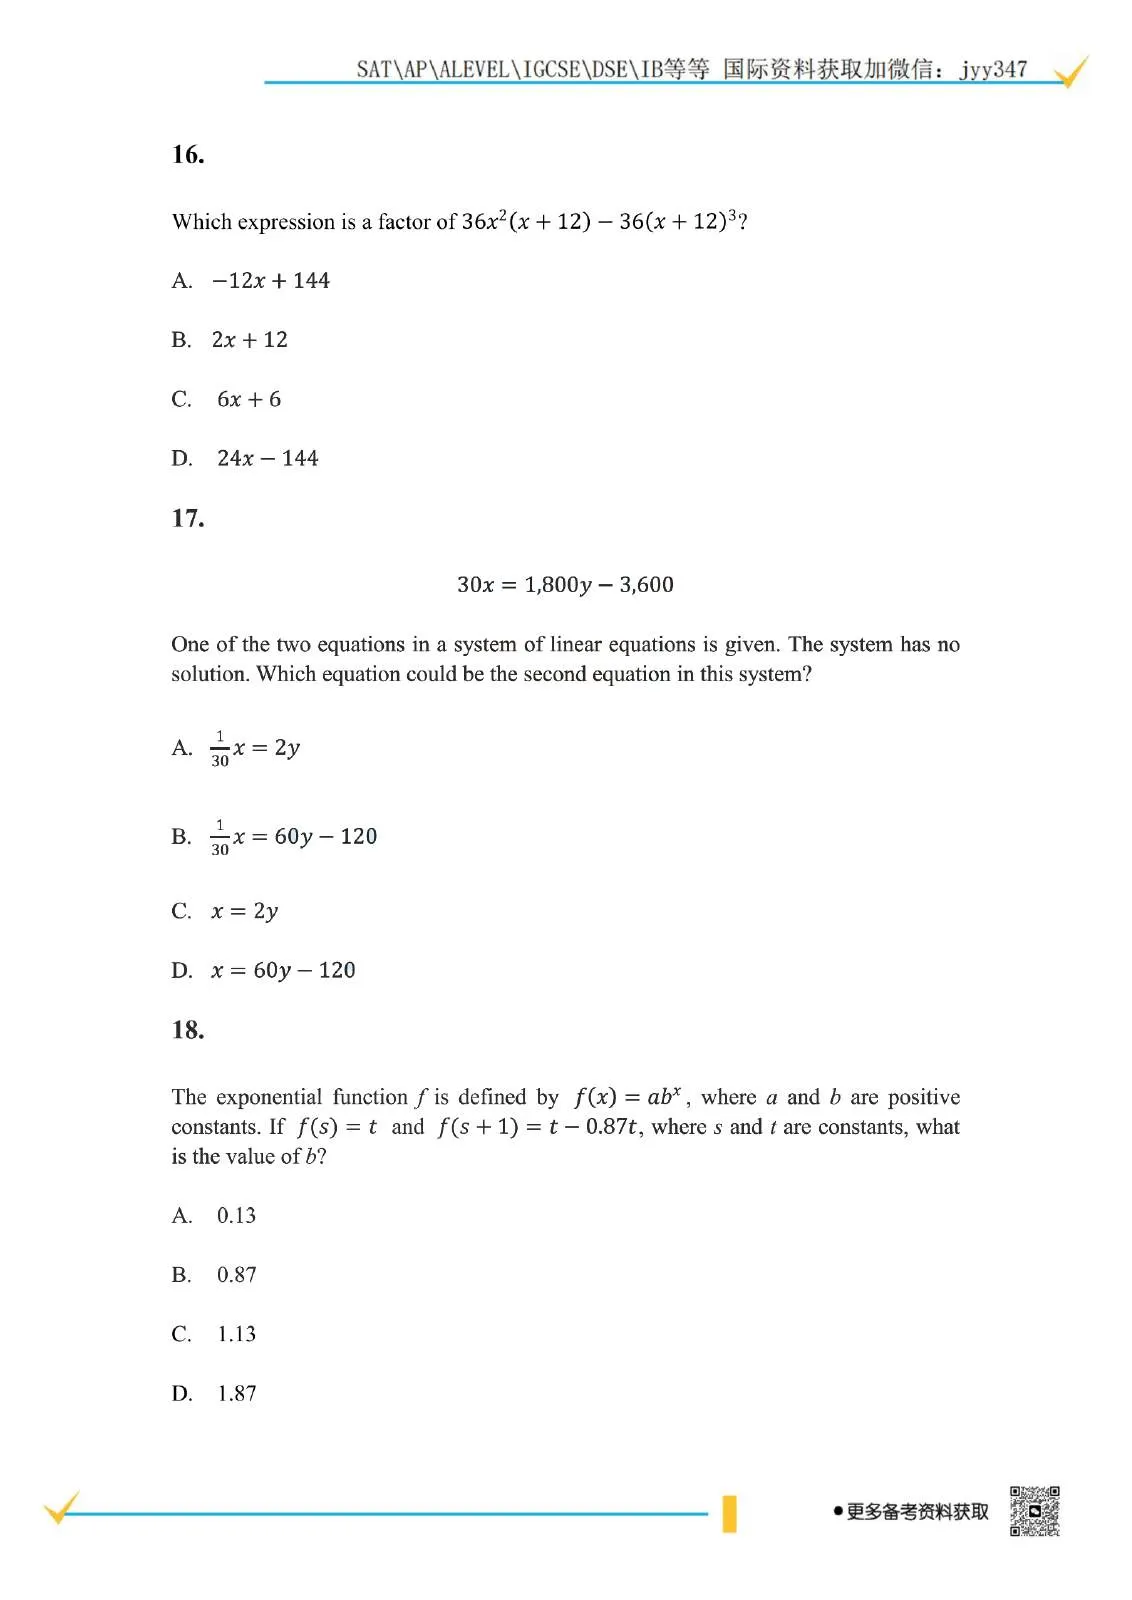 SAT\AP\ALEVEL\IGCSE\DSE\IB等等 国际资料获取加微信：jyy347
16.
Which expression is a factor of 36x²(x + 12) − 36(x + 12)³?
A. −12x + 144
B. 2x + 12
C. 6x + 6
D. 24x − 144
17.
30x = 1,800y − 3,600
One of the two equations in a system of linear equations is given. The system has no
solution. Which equation could be the second equation in this system?
A. 1/30 x = 2y
B. 1/30 x = 60y − 120
C. x = 2y
D. x = 60y − 120
18.
The exponential function f is defined by f(x) = abˣ, where a and b are positive
constants. If f(s) = t and f(s + 1) = t − 0.87t, where s and t are constants, what
is the value of b?
A. 0.13
B. 0.87
C. 1.13
D. 1.87
●更多备考资料获取